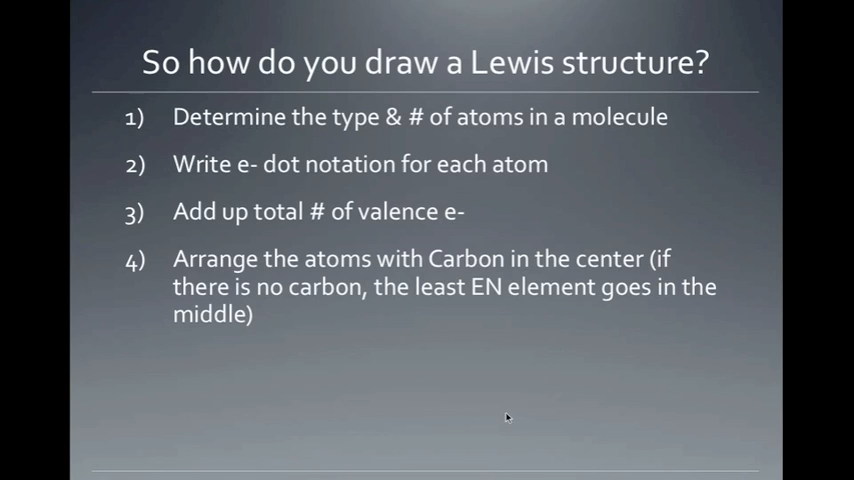 So how do you draw a Lewis structure?
1) Determine the type & # of atoms in a molecule
2) Write e- dot notation for each atom
3) Add up total # of valence e-
4) Arrange the atoms with Carbon in the center (if
there is no carbon, the least EN element goes in the
middle)